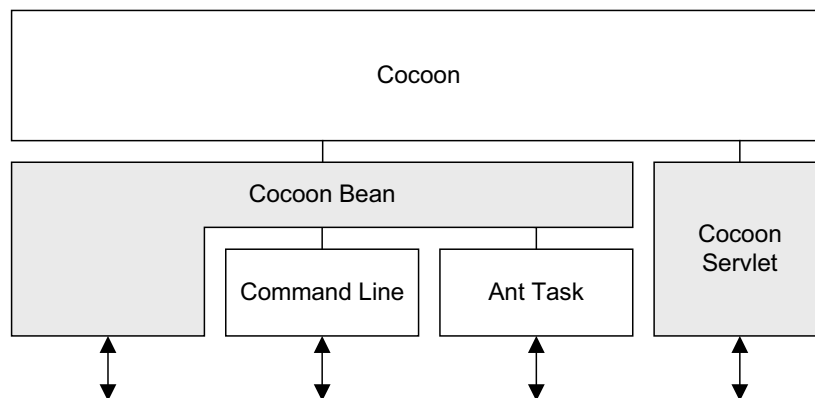 Cocoon
Cocoon Bean
Cocoon
Servlet
Command Line
Ant Task